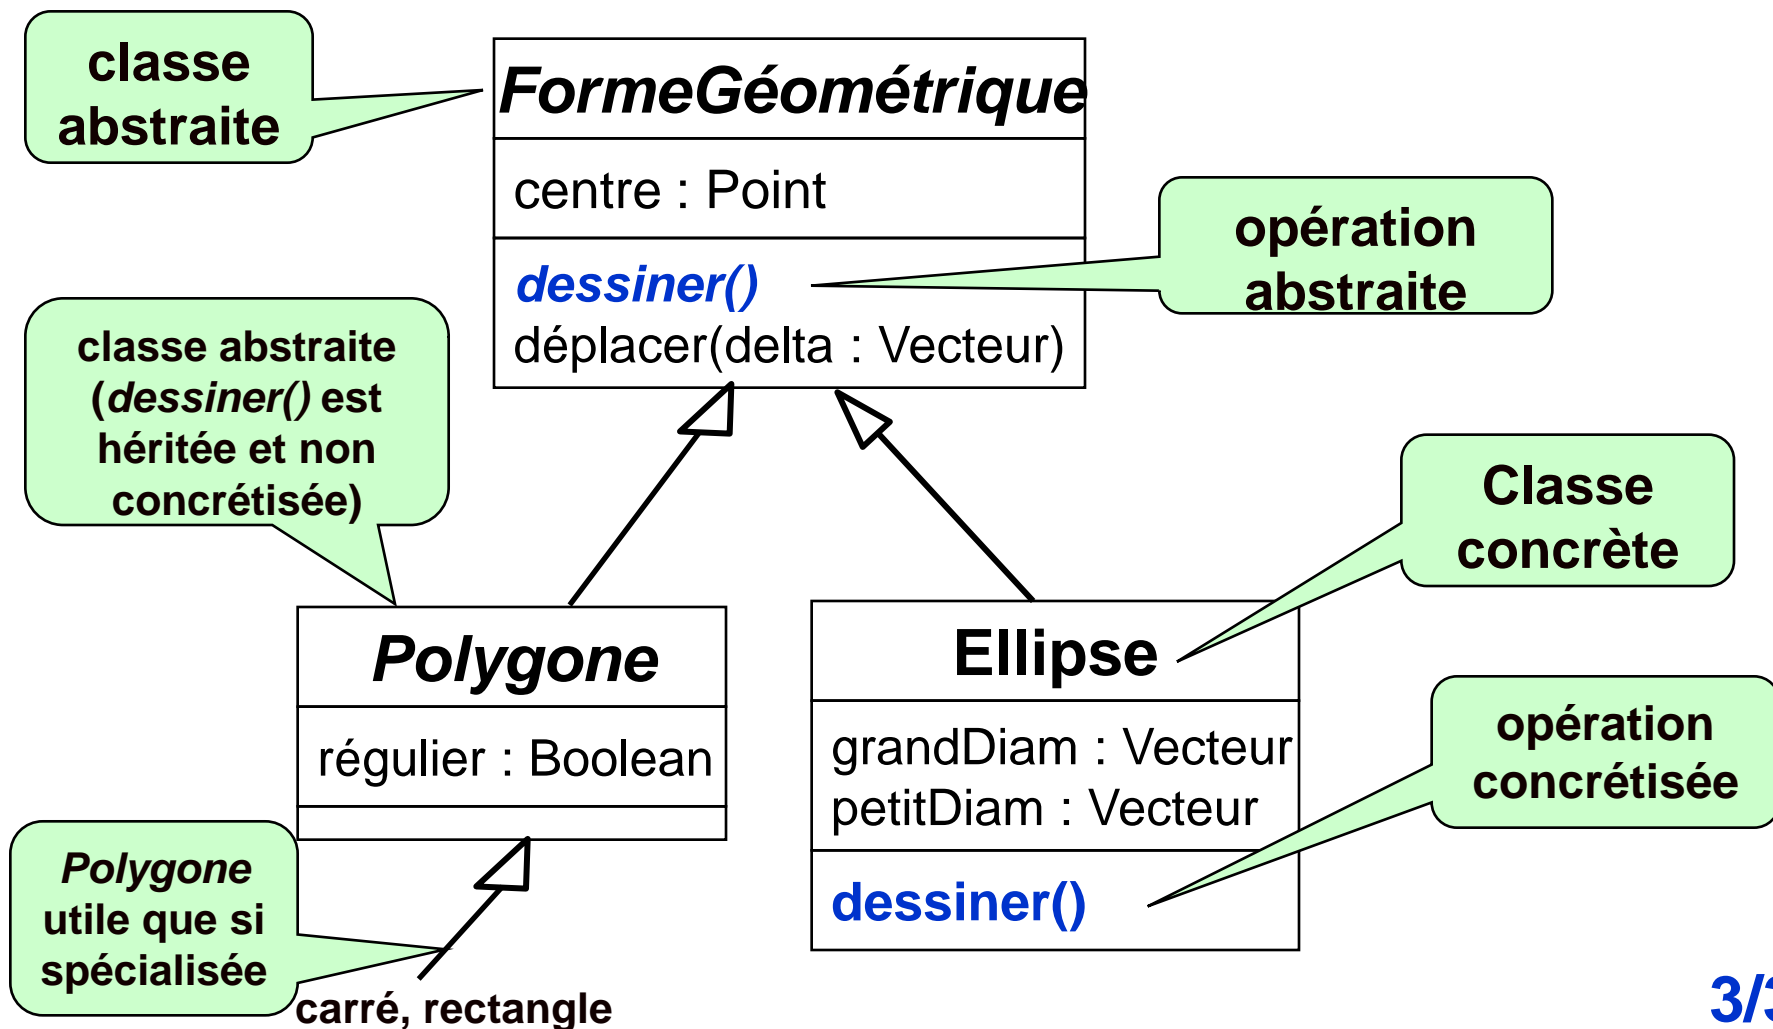 classe
abstraite
FormeGéométrique
centre : Point
dessiner()
déplacer(delta : Vecteur)
opération
abstraite
classe abstraite
(dessiner() est
héritée et non
concrétisée)
Classe
concrète
Polygone
régulier : Boolean
Ellipse
grandDiam : Vecteur
petitDiam : Vecteur
dessiner()
opération
concrétisée
Polygone
utile que si
spécialisée
carré, rectangle
3/3